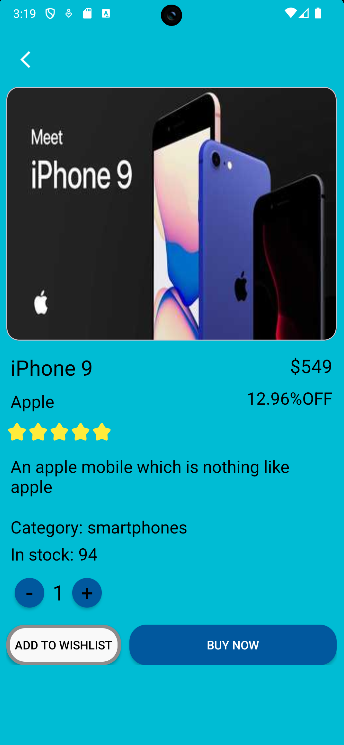 3:19
Meet
iPhone 9
iPhone 9
$549
Apple
12.96%OFF
An apple mobile which is nothing like
apple
Category: smartphones
In stock: 94
- 1 +
ADD TO WISHLIST
BUY NOW